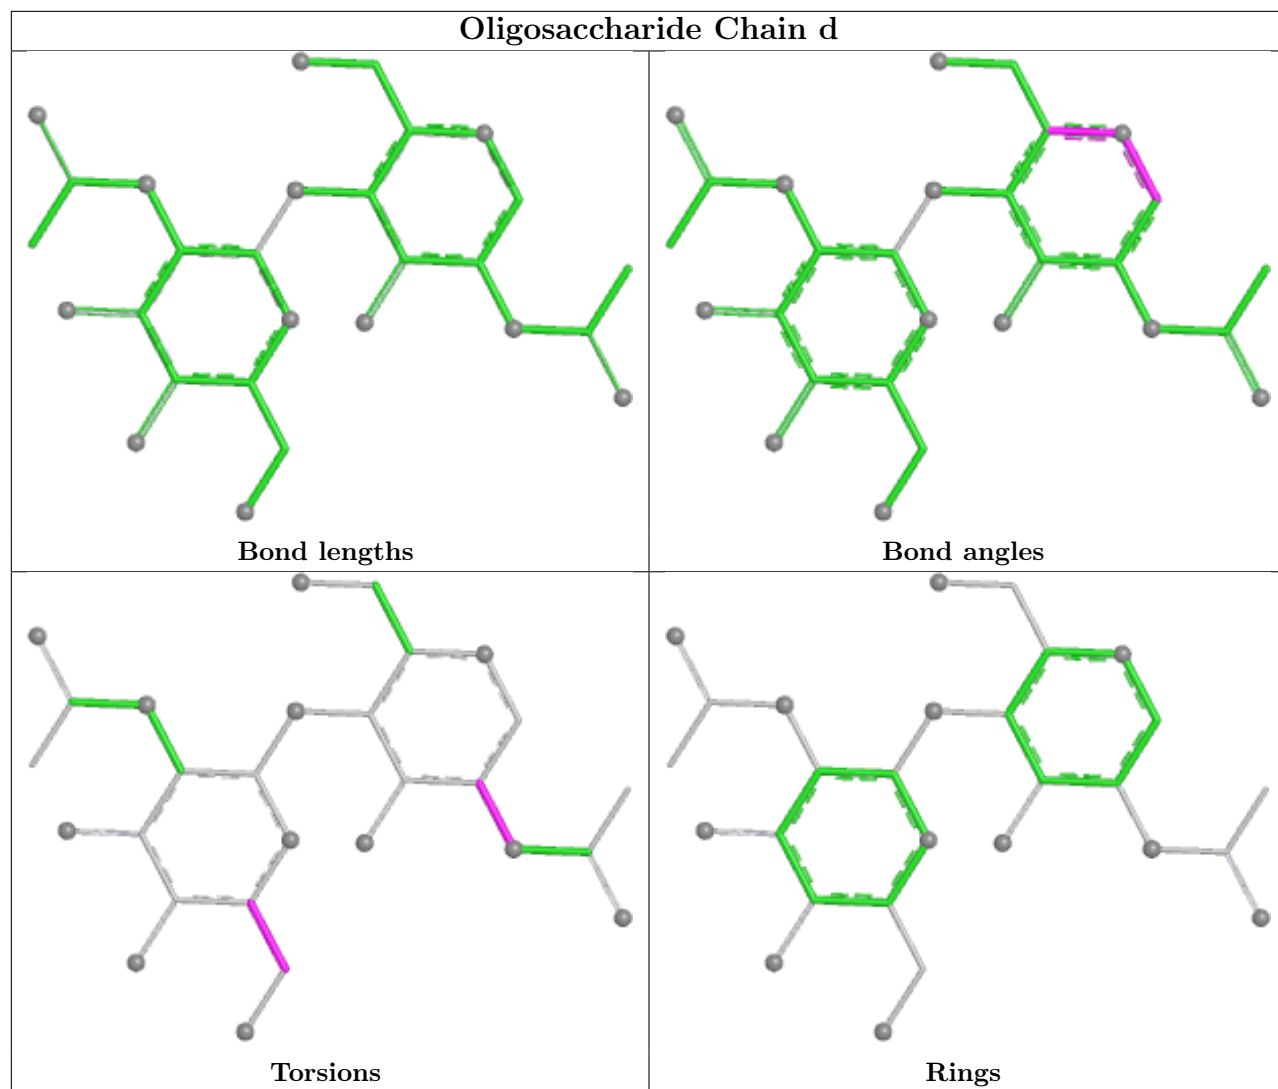 Oligosaccharide Chain d
Bond lengths
Bond angles
Torsions
Rings